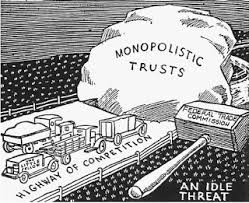 MONOPOLISTIC
TRUSTS
FEDERAL TRADE
COMMISSION
HIGHWAY OF COMPETITION
AN IDLE
THREAT